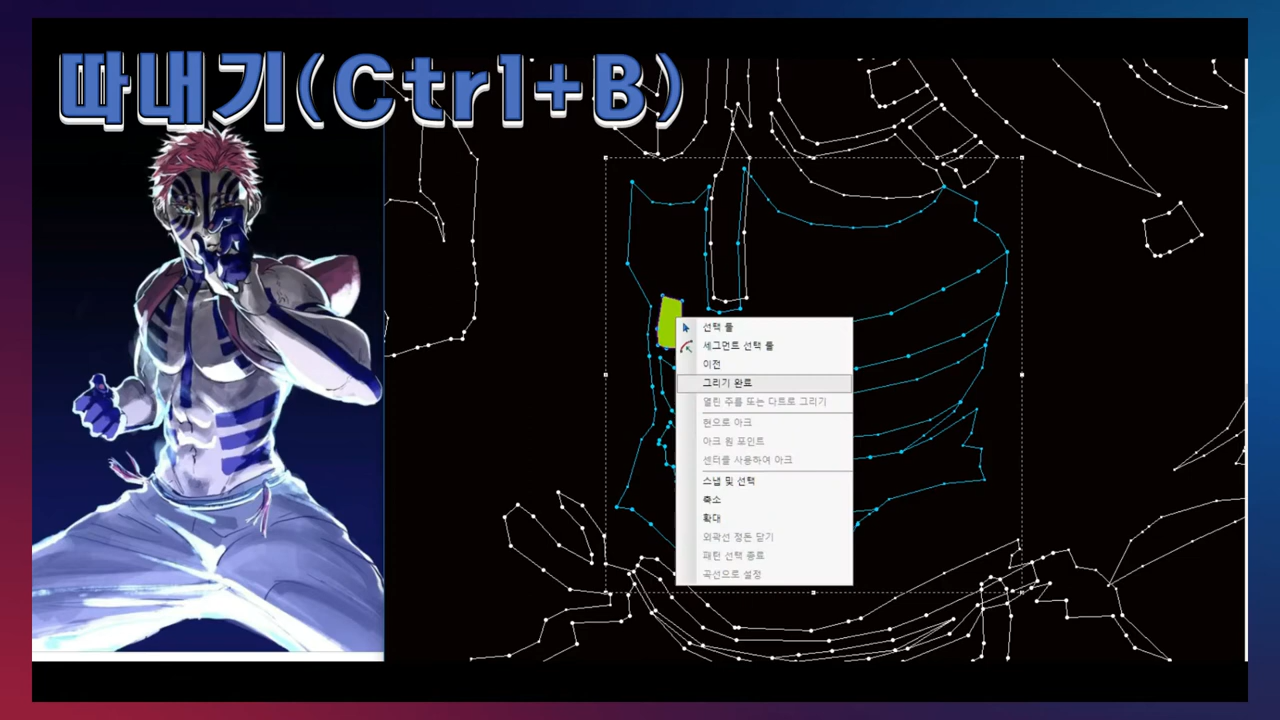 따내기(Ctrl+B)
선택 툴
세그먼트 선택 툴
이전
그리기 완료
열린 주름 또는 다트로 그리기
현으로 아크
아크 원 포인트
센터를 사용하여 아크
스냅 및 선택
축소
확대
외곽선 정돈 닫기
패턴 선택 종료
곡선으로 설정